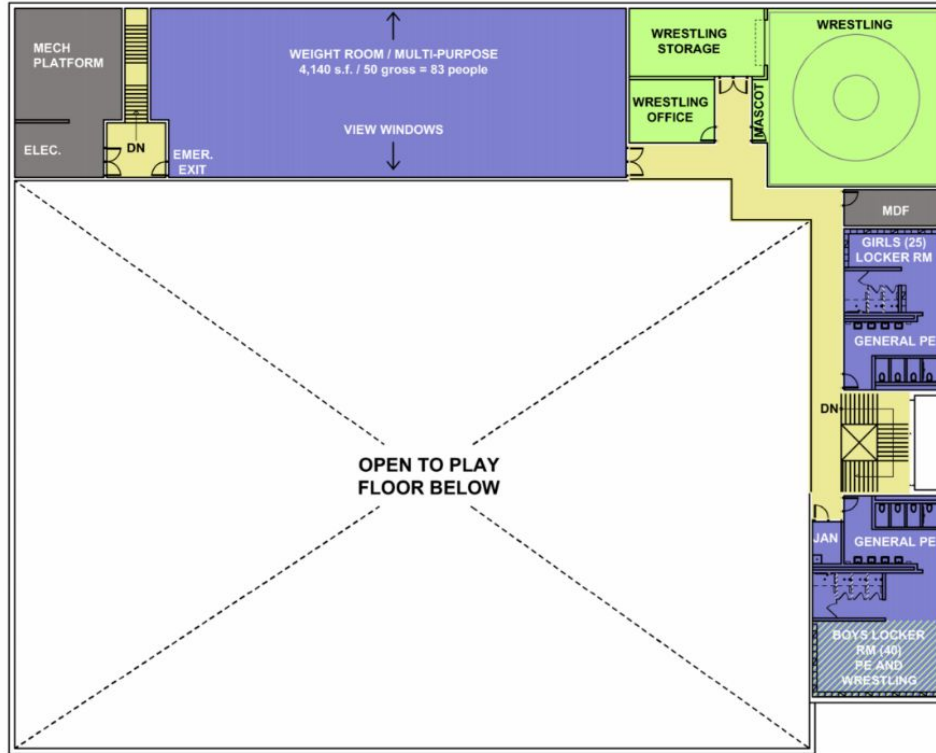 MECH
PLATFORM
ELEC.
DN
EMER.
EXIT
WEIGHT ROOM / MULTI-PURPOSE
4,140 s.f. / 50 gross = 83 people
VIEW WINDOWS
WRESTLING
STORAGE
WRESTLING
OFFICE
MASCOT
WRESTLING
MDF
GIRLS (25)
LOCKER RM
GENERAL PE
DN
OPEN TO PLAY
FLOOR BELOW
JAN
GENERAL PE
BOYS LOCKER
RM (40)
PE AND
WRESTLING